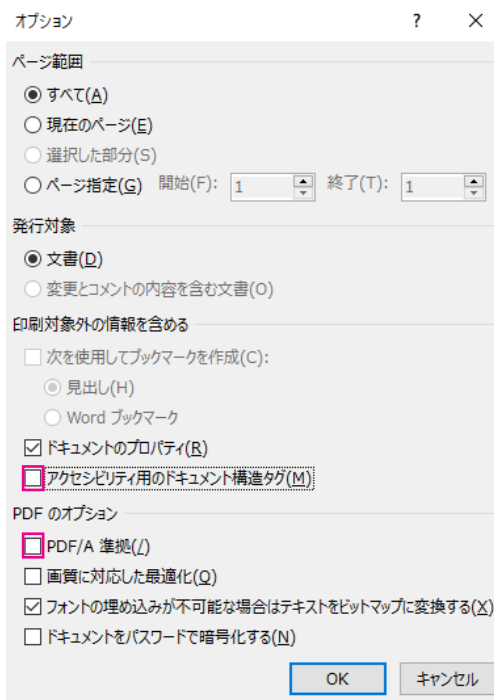 オプション ? ×
ページ範囲
すべて(A)
現在のページ(E)
選択した部分(S)
ページ指定(G) 開始(F): 1 終了(T): 1
発行対象
文書(D)
変更とコメントの内容を含む文書(O)
印刷対象外の情報を含める
次を使用してブックマークを作成(C):
見出し(H)
Word ブックマーク
ドキュメントのプロパティ(R)
アクセシビリティ用のドキュメント構造タグ(M)
PDF のオプション
PDF/A 準拠(/)
画質に対応した最適化(Q)
フォントの埋め込みが不可能な場合はテキストをビットマップに変換する(X)
ドキュメントをパスワードで暗号化する(N)
OK キャンセル